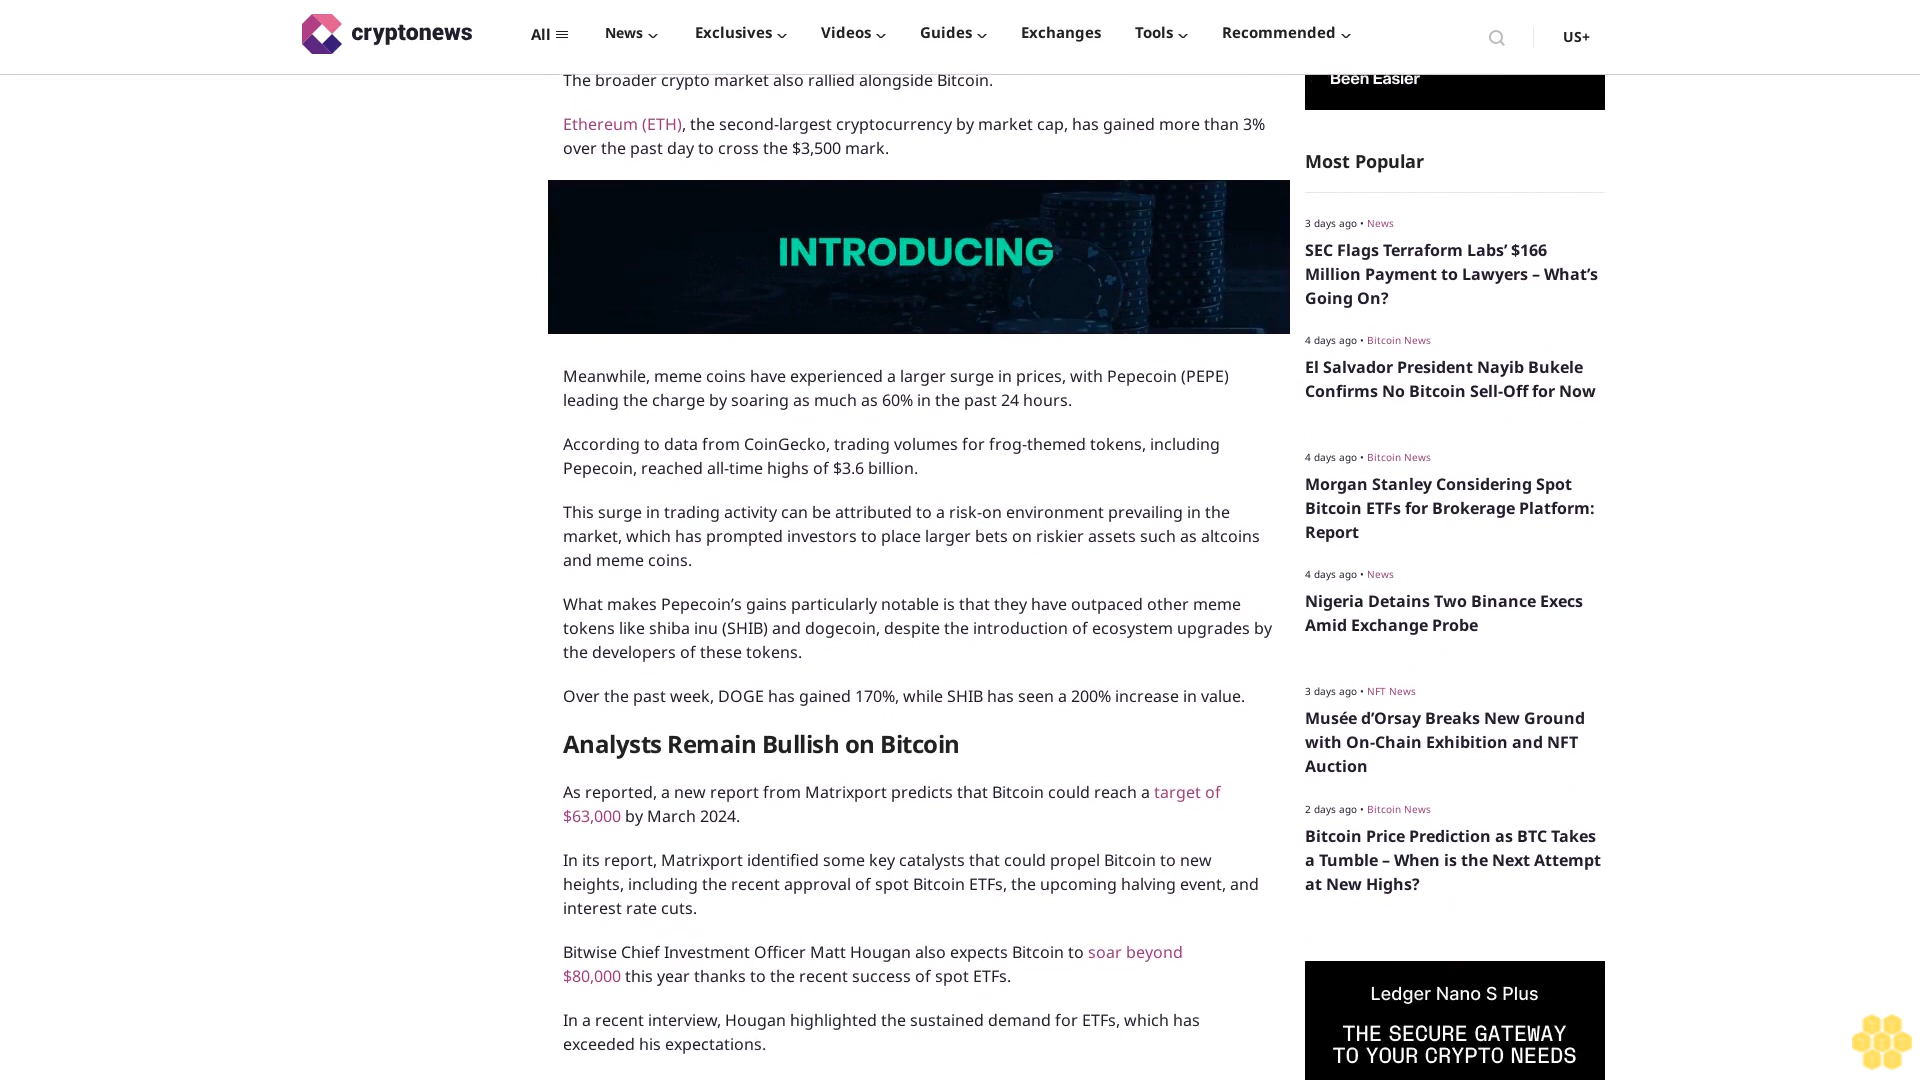 cryptonews
All
News
Exclusives
Videos
Guides
Exchanges
Tools
Recommended
US+
The broader crypto market also rallied alongside Bitcoin.
Ethereum (ETH), the second-largest cryptocurrency by market cap, has gained more than 3%
over the past day to cross the $3,500 mark.
INTRODUCING
Meanwhile, meme coins have experienced a larger surge in prices, with Pepecoin (PEPE)
leading the charge by soaring as much as 60% in the past 24 hours.
According to data from CoinGecko, trading volumes for frog-themed tokens, including
Pepecoin, reached all-time highs of $3.6 billion.
This surge in trading activity can be attributed to a risk-on environment prevailing in the
market, which has prompted investors to place larger bets on riskier assets such as altcoins
and meme coins.
What makes Pepecoin’s gains particularly notable is that they have outpaced other meme
tokens like shiba inu (SHIB) and dogecoin, despite the introduction of ecosystem upgrades by
the developers of these tokens.
Over the past week, DOGE has gained 170%, while SHIB has seen a 200% increase in value.
Analysts Remain Bullish on Bitcoin
As reported, a new report from Matrixport predicts that Bitcoin could reach a target of
$63,000 by March 2024.
In its report, Matrixport identified some key catalysts that could propel Bitcoin to new
heights, including the recent approval of spot Bitcoin ETFs, the upcoming halving event, and
interest rate cuts.
Bitwise Chief Investment Officer Matt Hougan also expects Bitcoin to soar beyond
$80,000 this year thanks to the recent success of spot ETFs.
In a recent interview, Hougan highlighted the sustained demand for ETFs, which has
exceeded his expectations.
Been Easier
Most Popular
3 days ago • News
SEC Flags Terraform Labs’ $166
Million Payment to Lawyers – What’s
Going On?
4 days ago • Bitcoin News
El Salvador President Nayib Bukele
Confirms No Bitcoin Sell-Off for Now
4 days ago • Bitcoin News
Morgan Stanley Considering Spot
Bitcoin ETFs for Brokerage Platform:
Report
4 days ago • News
Nigeria Detains Two Binance Execs
Amid Exchange Probe
3 days ago • NFT News
Musée d’Orsay Breaks New Ground
with On-Chain Exhibition and NFT
Auction
2 days ago • Bitcoin News
Bitcoin Price Prediction as BTC Takes
a Tumble – When is the Next Attempt
at New Highs?
Ledger Nano S Plus
THE SECURE GATEWAY
TO YOUR CRYPTO NEEDS